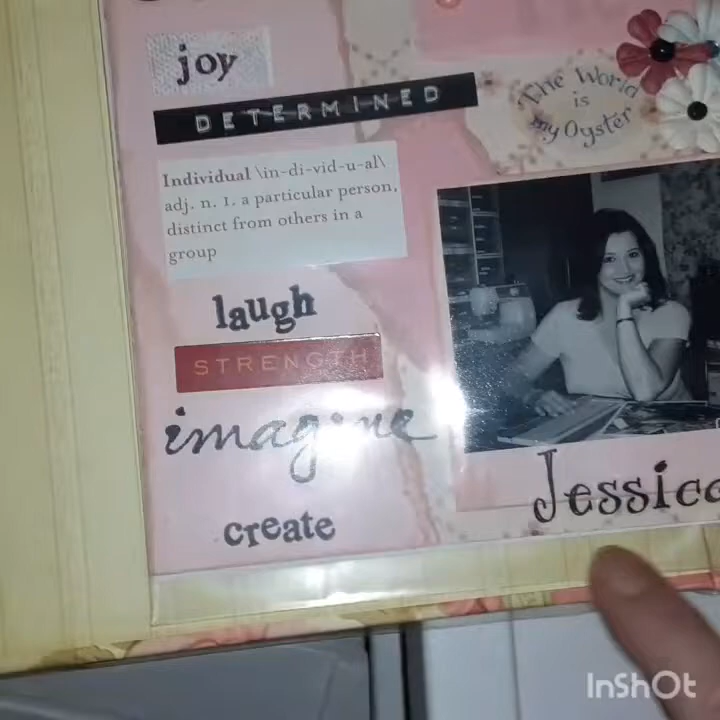 joy
DETERMINED
The World
is
my Oyster
Individual \in-di-vid-u-al\
adj. n. 1. a particular person,
distinct from others in a
group
laugh
STRENGTH
imagine
create
Jessica
InShOt